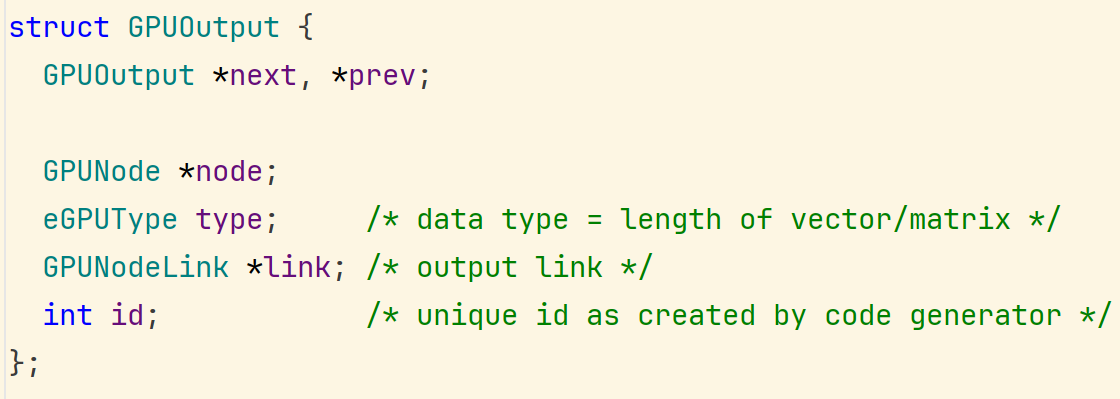 struct GPUOutput {
  GPUOutput *next, *prev;

  GPUNode *node;
  eGPUType type;     /* data type = length of vector/matrix */
  GPUNodeLink *link; /* output link */
  int id;            /* unique id as created by code generator */
};